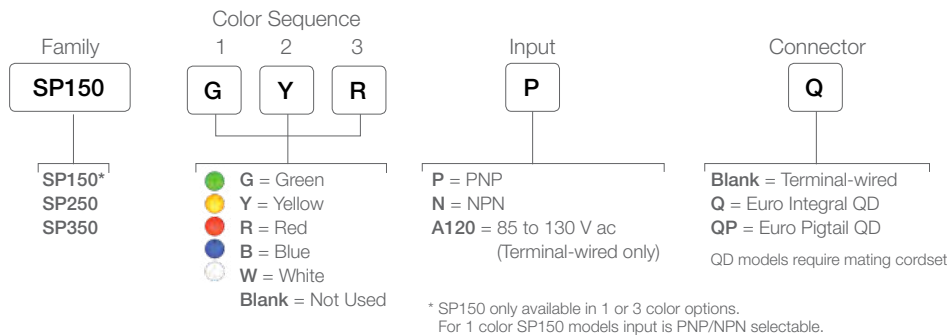 Color Sequence
Family 1 2 3 Input Connector
SP150 G Y R P Q
SP150*
SP250
SP350
G = Green
Y = Yellow
R = Red
B = Blue
W = White
Blank = Not Used
P = PNP
N = NPN
A120 = 85 to 130 V ac
(Terminal-wired only)
Blank = Terminal-wired
Q = Euro Integral QD
QP = Euro Pigtail QD
QD models require mating cordset
* SP150 only available in 1 or 3 color options.
For 1 color SP150 models input is PNP/NPN selectable.